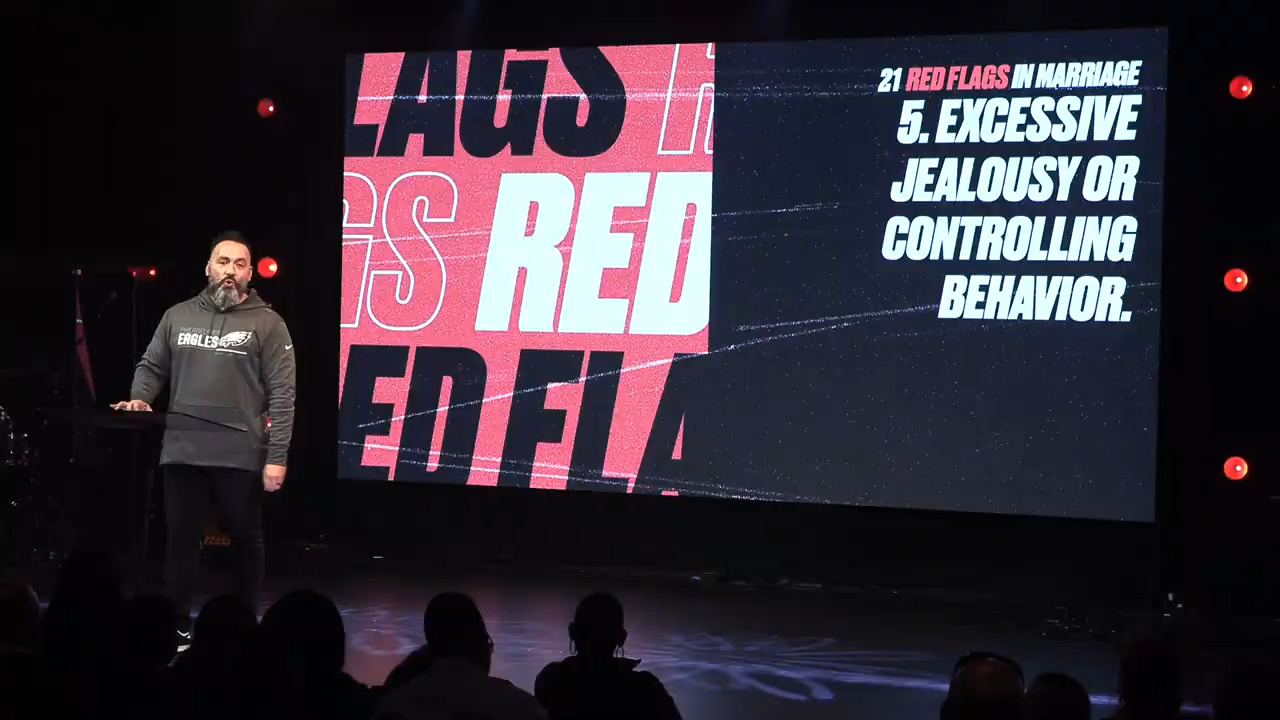 LAGS R
GS RED
ED FLA
21 RED FLAGS IN MARRIAGE
5. EXCESSIVE
JEALOUSY OR
CONTROLLING
BEHAVIOR.
EAGLES